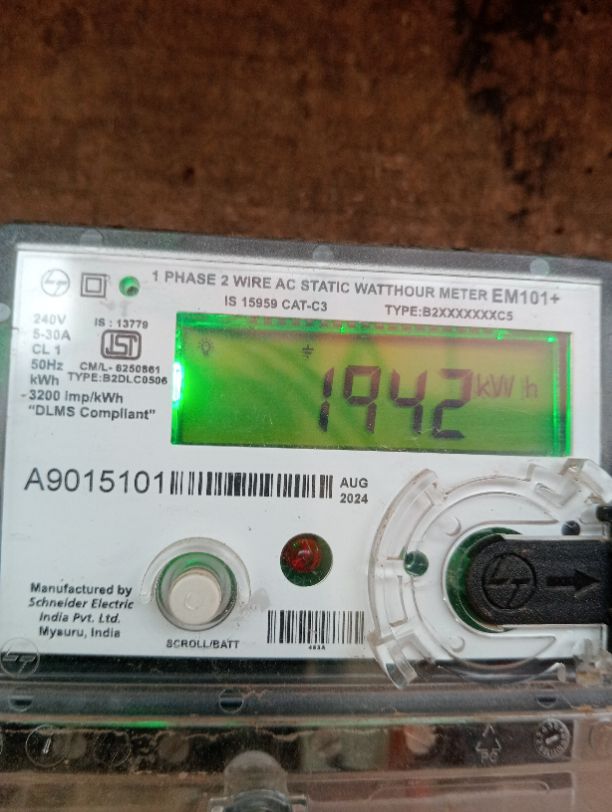 1 PHASE 2 WIRE AC STATIC WATTHOUR METER EM101+
IS 15959 CAT-C3 TYPE:B2XXXXXXXC5
240V
5-30A
CL 1
50Hz
kWh
3200 imp/kWh
"DLMS Compliant"
IS : 13779
ISI
CM/L- 8250861
TYPE:B2DLC0506
1942 kWh
A9015101
AUG
2024
Manufactured by
Schneider Electric
India Pvt. Ltd.
Mysuru, India
SCROLL/BATT
LT